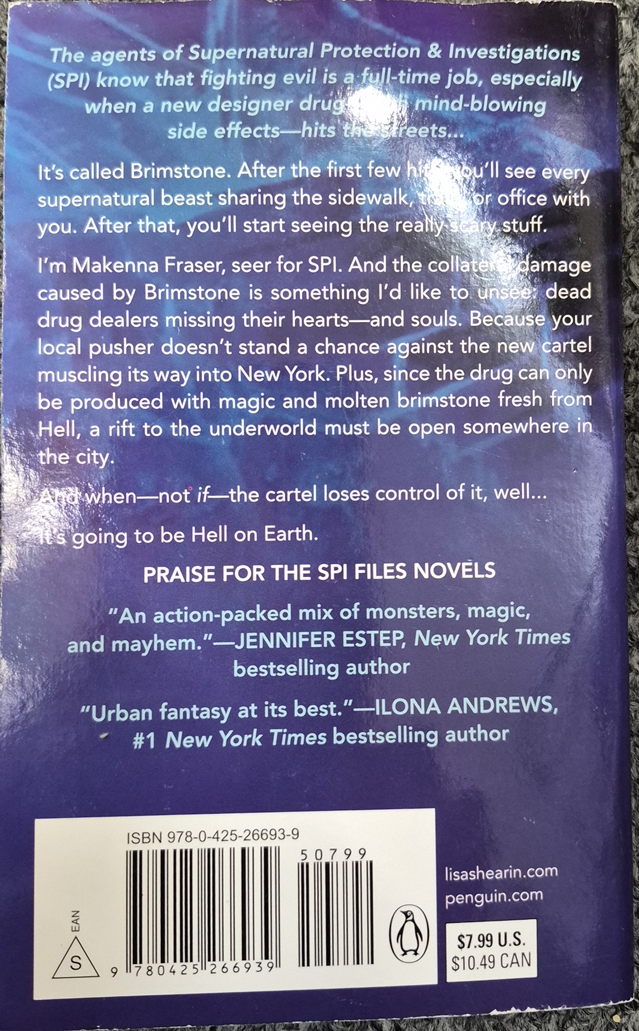 The agents of Supernatural Protection & Investigations
(SPI) know that fighting evil is a full-time job, especially
when a new designer drug mind-blowing
side effects—hits the streets...
It's called Brimstone. After the first few you'll see every
supernatural beast sharing the sidewalk, or office with
you. After that, you'll start seeing the really scary stuff.
I'm Makenna Fraser, seer for SPI. And the collateral damage
caused by Brimstone is something I'd like to unsee: dead
drug dealers missing their hearts—and souls. Because your
local pusher doesn't stand a chance against the new cartel
muscling its way into New York. Plus, since the drug can only
be produced with magic and molten brimstone fresh from
Hell, a rift to the underworld must be open somewhere in
the city.
And when—not if—the cartel loses control of it, well...
It's going to be Hell on Earth.
PRAISE FOR THE SPI FILES NOVELS
"An action-packed mix of monsters, magic,
and mayhem."—JENNIFER ESTEP, New York Times
bestselling author
"Urban fantasy at its best."—ILONA ANDREWS,
#1 New York Times bestselling author
ISBN 978-0-425-26693-9
50799
EAN
S
9 780425 266939
lisashearin.com
penguin.com
$7.99 U.S.
$10.49 CAN